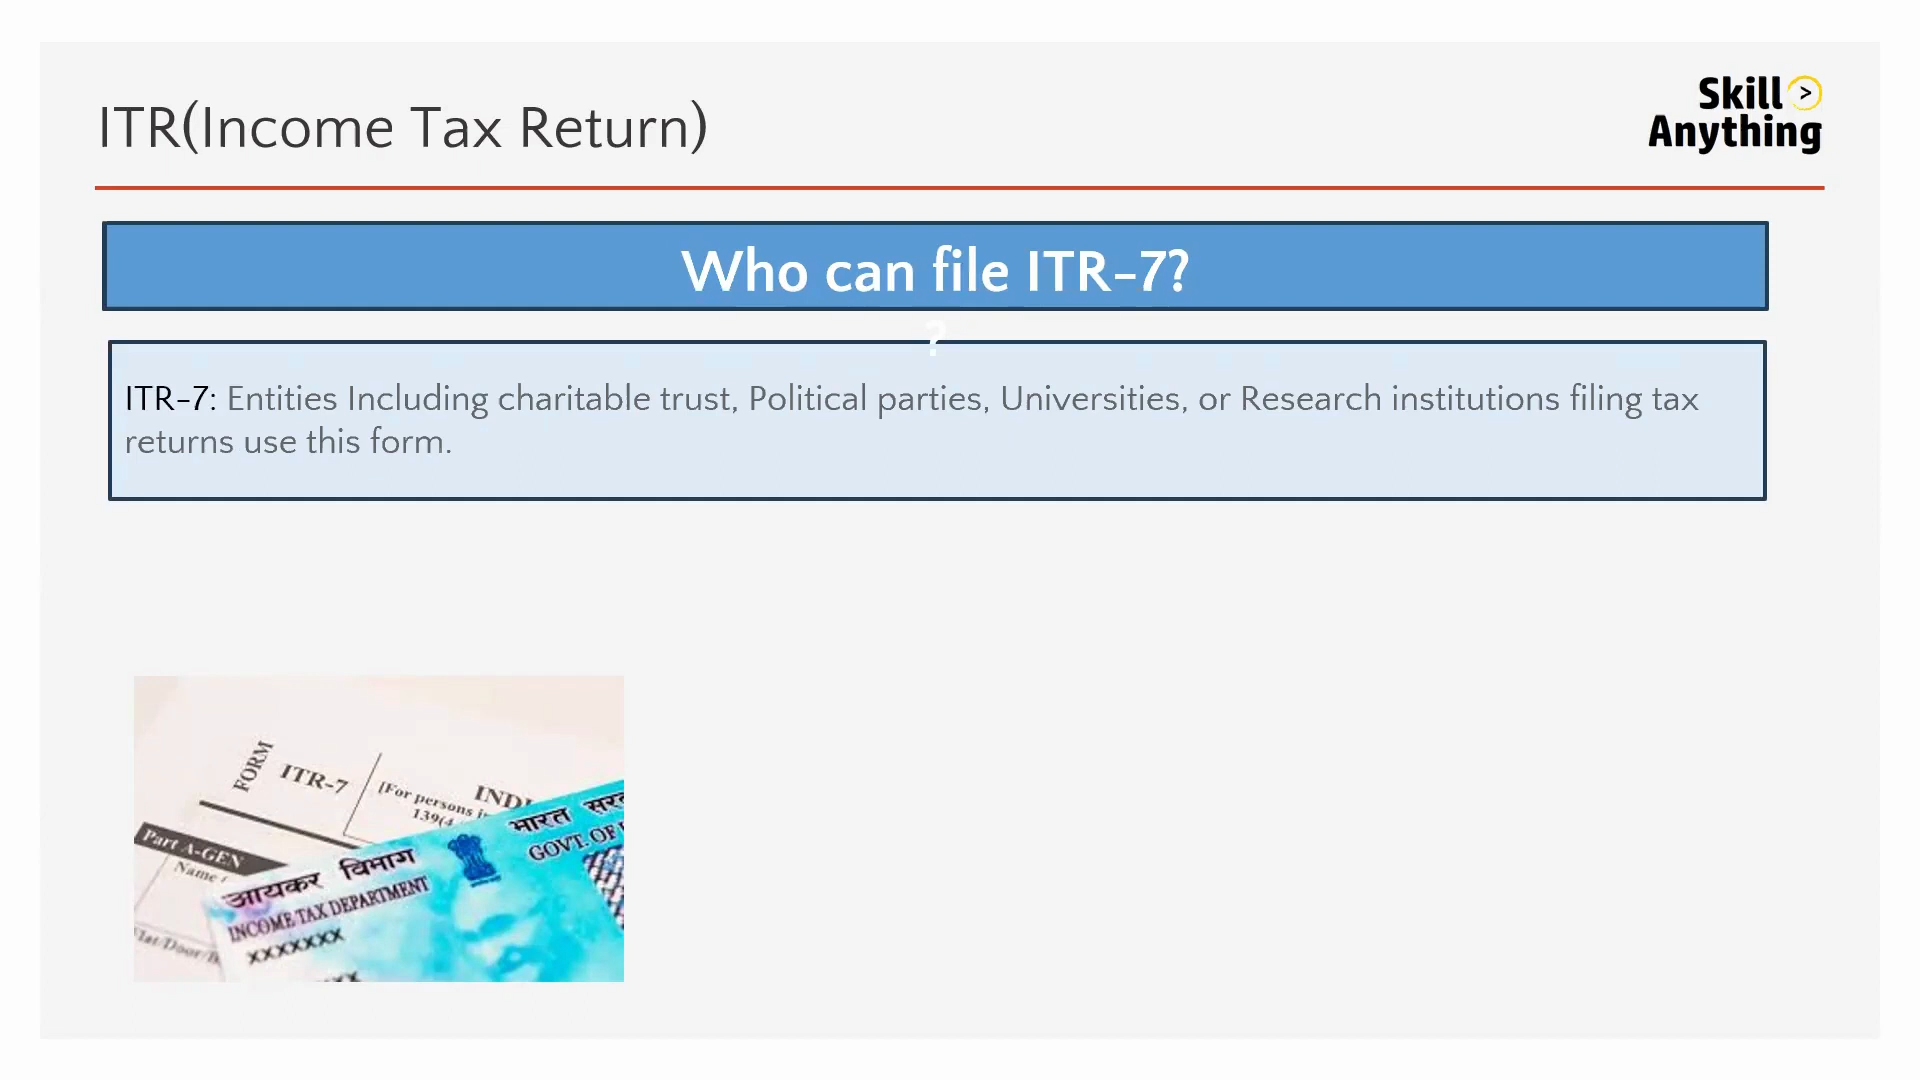 ITR(Income Tax Return)
Skill >
Anything
Who can file ITR-7?
?
ITR-7: Entities Including charitable trust, Political parties, Universities, or Research institutions filing tax
returns use this form.
FORM
ITR-7
[For persons
139(4
Part A-GEN
Name
आयकर विभाग
INCOME TAX DEPARTMENT
XXXXXXX
भारत
GOVT. OF